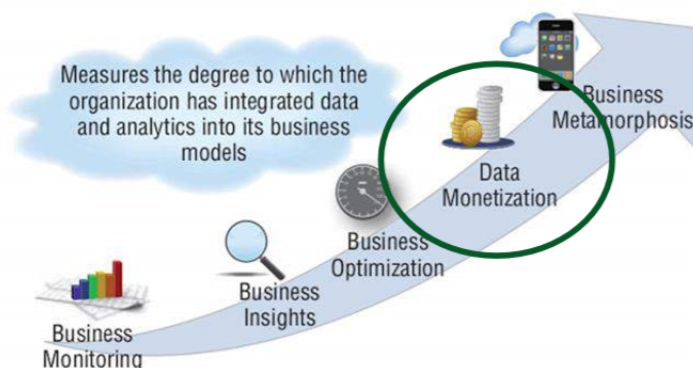 Measures the degree to which the
organization has integrated data
and analytics into its business
models
Business
Metamorphosis
Data
Monetization
Business
Optimization
Business
Insights
Business
Monitoring